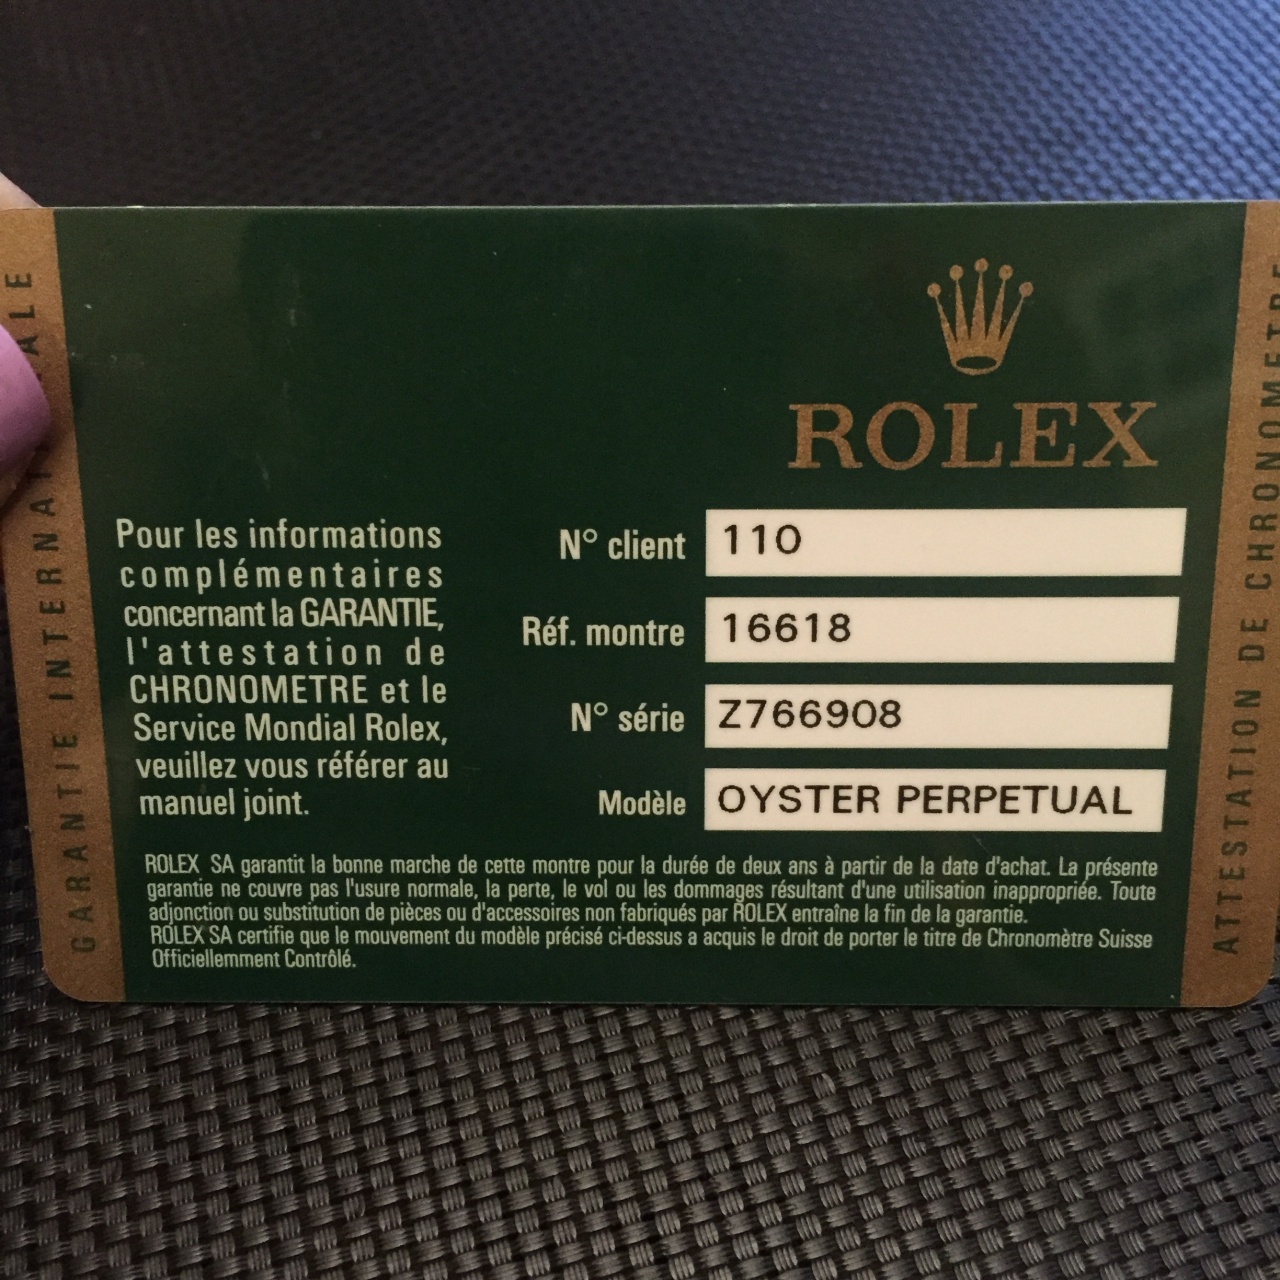 ROLEX
Pour les informations
complémentaires
concernant la GARANTIE,
l'attestation de
CHRONOMETRE et le
Service Mondial Rolex,
veuillez vous référer au
manuel joint.
N° client 110
Réf. montre 16618
N° série Z766908
Modèle OYSTER PERPETUAL
ROLEX SA garantit la bonne marche de cette montre pour la durée de deux ans à partir de la date d'achat. La présente
garantie ne couvre pas l'usure normale, la perte, le vol ou les dommages résultant d'une utilisation inappropriée. Toute
adjonction ou substitution de pièces ou d'accessoires non fabriqués par ROLEX entraîne la fin de la garantie.
ROLEX SA certifie que le mouvement du modèle précisé ci-dessus a acquis le droit de porter le titre de Chronomètre Suisse
Officiellemment Contrôlé.
GARANTIE
ATTESTATION DE CHRONOMETRE